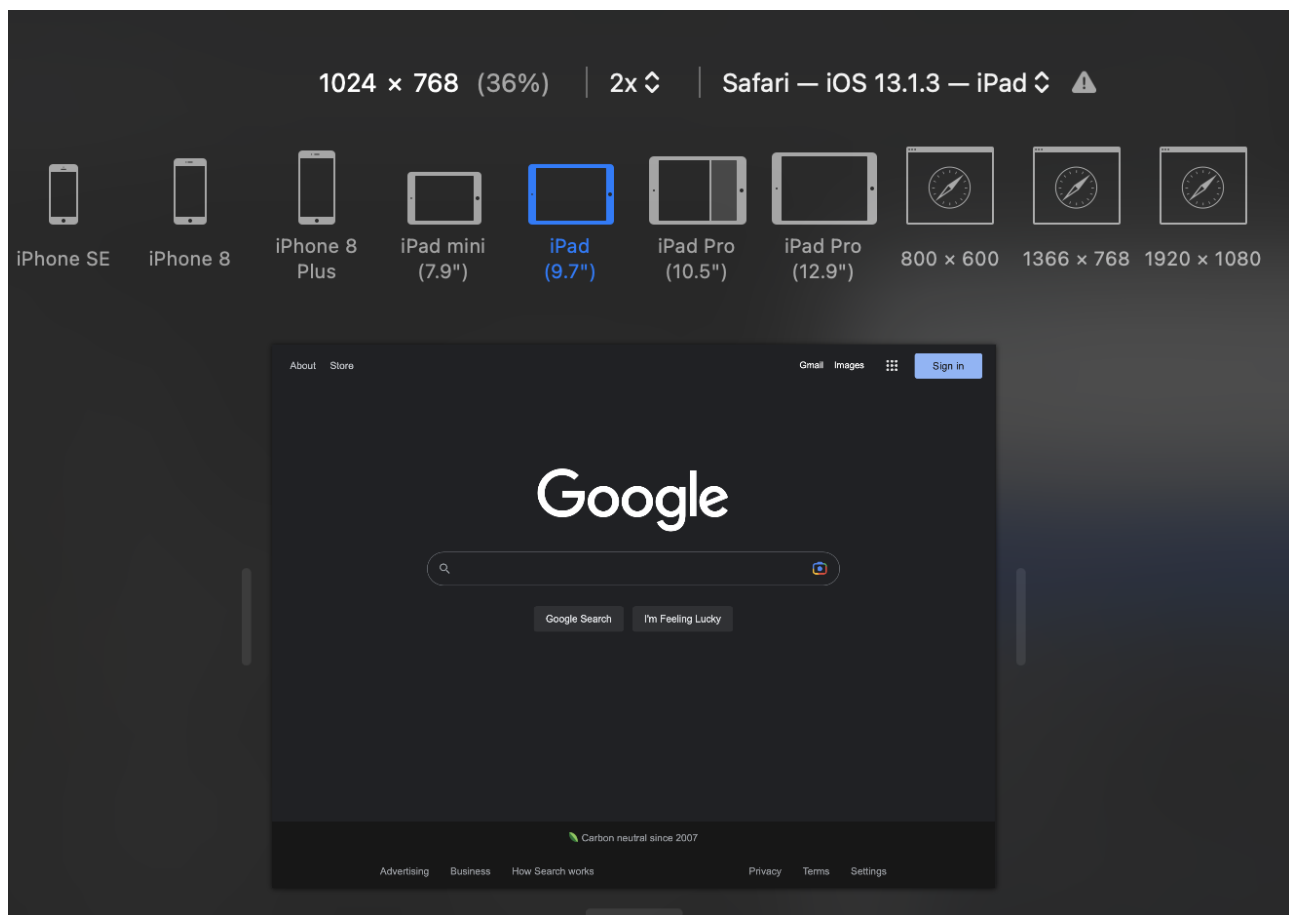 1024 × 768 (36%) 2x Safari — iOS 13.1.3 — iPad
iPhone SE
iPhone 8
iPhone 8
Plus
iPad mini
(7.9")
iPad
(9.7")
iPad Pro
(10.5")
iPad Pro
(12.9")
800 × 600
1366 × 768
1920 × 1080
About Store Gmail Images Sign in
Google
Google Search I'm Feeling Lucky
Carbon neutral since 2007
Advertising Business How Search works Privacy Terms Settings